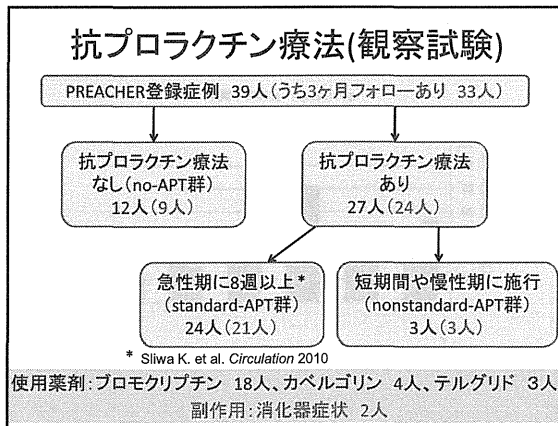 抗プロラクチン療法(観察試験)
PREACHER登録症例 39人(うち3ヶ月フォローあり 33人)
抗プロラクチン療法
なし(no-APT群)
12人(9人)
抗プロラクチン療法
あり
27人(24人)
急性期に8週以上*
(standard-APT群)
24人(21人)
短期間や慢性期に施行
(nonstandard-APT群)
3人(3人)
* Sliwa K. et al. Circulation 2010
使用薬剤:ブロモクリプチン 18人、カベルゴリン 4人、テルグリド 3人
副作用:消化器症状 2人